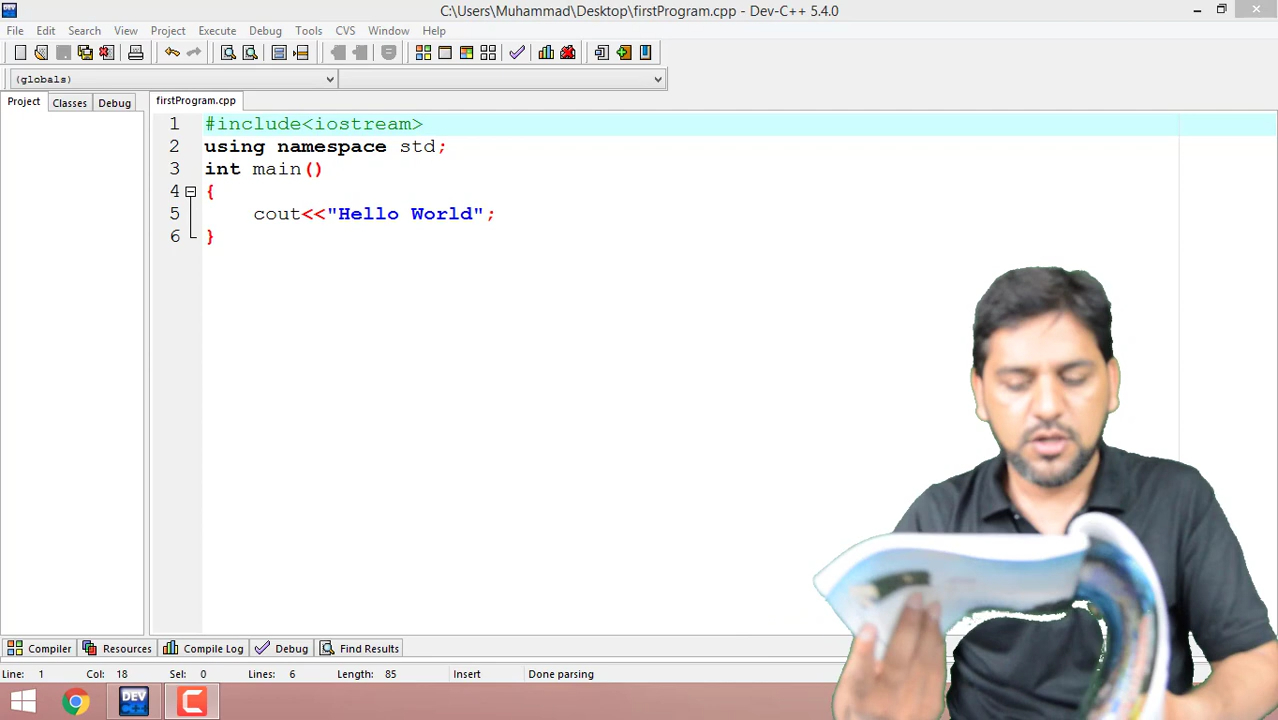 C:\Users\Muhammad\Desktop\firstProgram.cpp - Dev-C++ 5.4.0
File Edit Search View Project Execute Debug Tools CVS Window Help
(globals)
Project Classes Debug
firstProgram.cpp
1 #include<iostream>
2 using namespace std;
3 int main()
4 {
5 cout<<"Hello World";
6 }
Compiler Resources Compile Log Debug Find Results
Line: 1 Col: 18 Sel: 0 Lines: 6 Length: 85 Insert Done parsing
DEV
C++